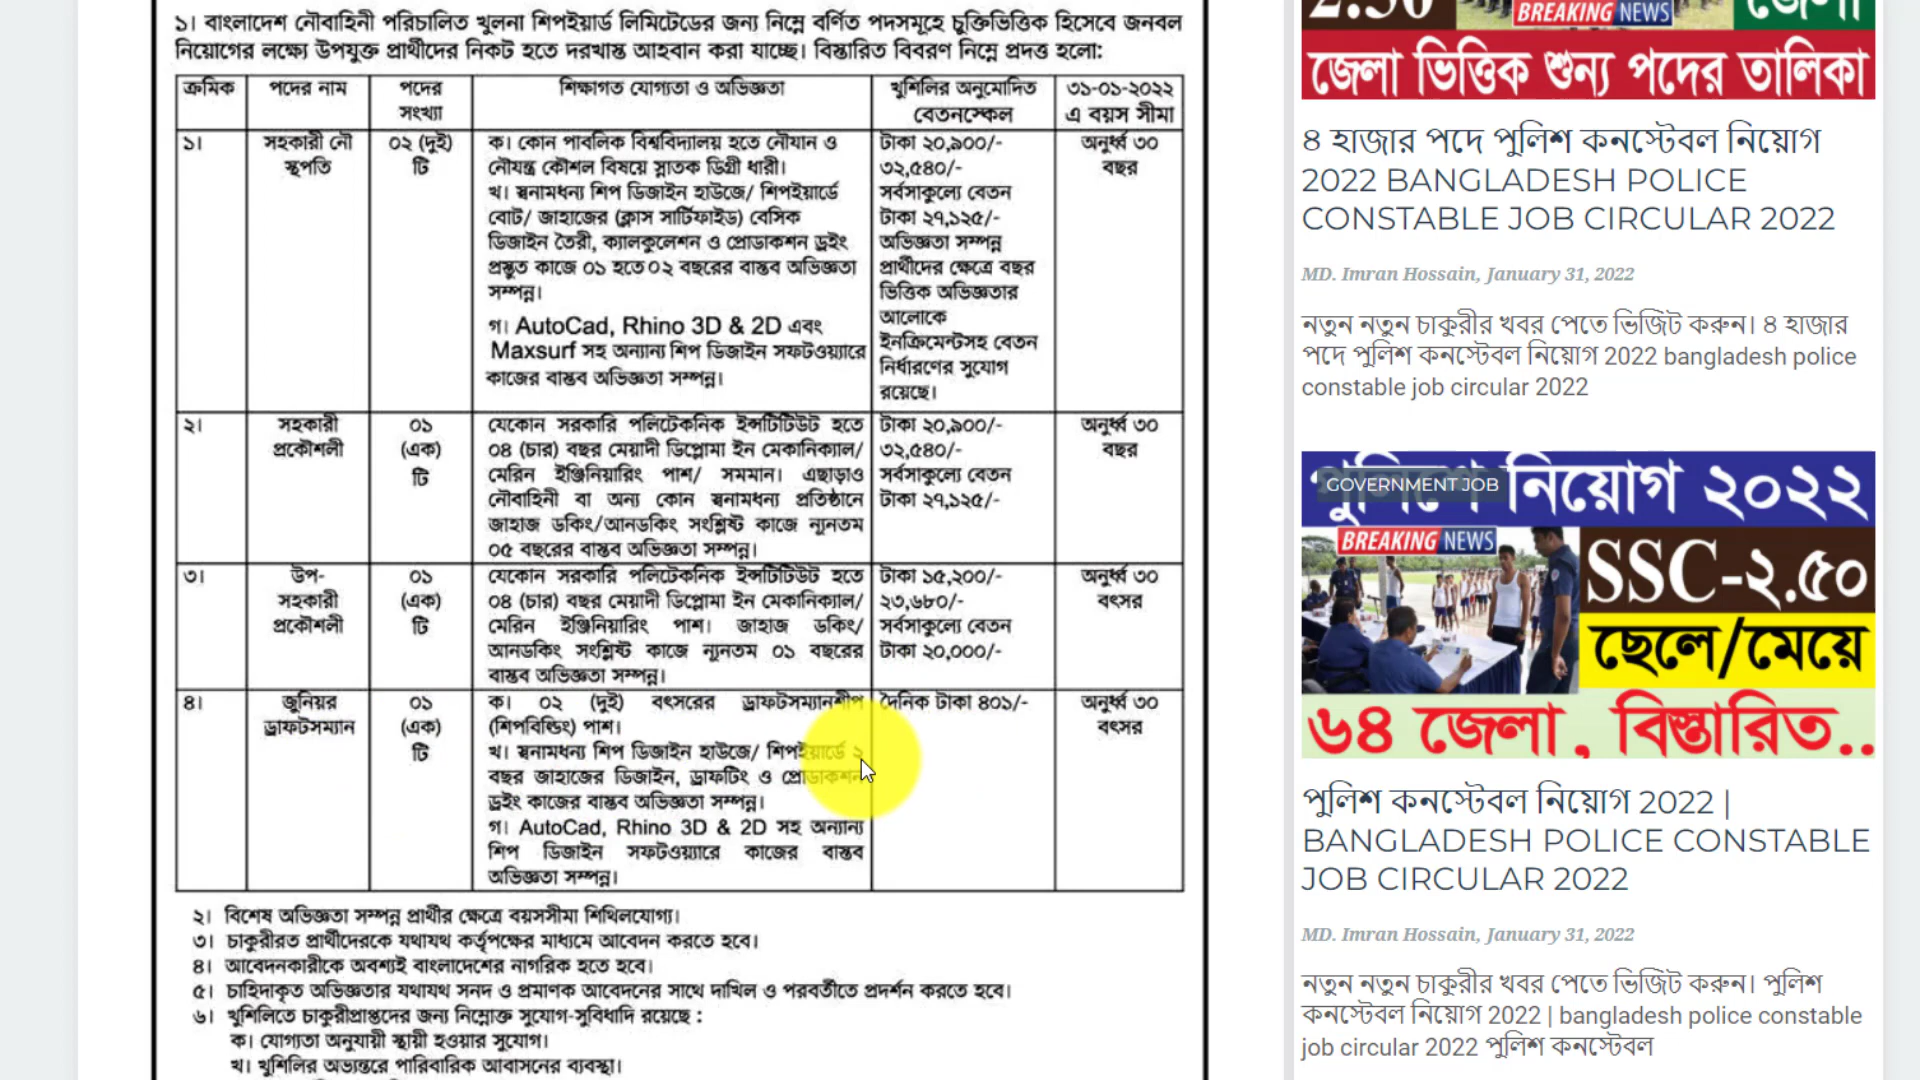 ১। বাংলাদেশ নৌবাহিনী পরিচালিত খুলনা শিপইয়ার্ড লিমিটেডের জন্য নিম্নে বর্ণিত পদসমূহে চুক্তিভিত্তিক হিসেবে জনবল
নিয়োগের লক্ষ্যে উপযুক্ত প্রার্থীদের নিকট হতে দরখাস্ত আহবান করা যাচ্ছে। বিস্তারিত বিবরণ নিম্নে প্রদত্ত হলো:
ক্রমিক
পদের নাম
পদের
সংখ্যা
শিক্ষাগত যোগ্যতা ও অভিজ্ঞতা
খুশিলির অনুমোদিত
বেতনস্কেল
৩১-০১-২০২২
এ বয়স সীমা
১।
সহকারী নৌ
স্থপতি
০২ (দুই)
টি
ক। কোন পাবলিক বিশ্ববিদ্যালয় হতে নৌযান ও
নৌযন্ত্র কৌশল বিষয়ে স্নাতক ডিগ্রী ধারী।
খ। স্বনামধন্য শিপ ডিজাইন হাউজে/ শিপইয়ার্ডে
বোট/ জাহাজের (ক্লাস সার্টিফাইড) বেসিক
ডিজাইন তৈরী, ক্যালকুলেশন ও প্রোডাকশন ড্রইং
প্রস্তুত কাজে ০১ হতে ০২ বছরের বাস্তব অভিজ্ঞতা
সম্পন্ন।
গ। AutoCad, Rhino 3D & 2D এবং
Maxsurf সহ অন্যান্য শিপ ডিজাইন সফটওয়্যারে
কাজের বাস্তব অভিজ্ঞতা সম্পন্ন।
টাকা ২০,৯০০/-
৩২,৫৪০/-
সর্বসাকুল্যে বেতন
টাকা ২৭,১২৫/-
অভিজ্ঞতা সম্পন্ন
প্রার্থীদের ক্ষেত্রে বছর
ভিত্তিক অভিজ্ঞতার
আলোকে
ইনক্রিমেন্টসহ বেতন
নির্ধারণের সুযোগ
রয়েছে।
অনুর্ধ্ব ৩০
বছর
২।
সহকারী
প্রকৌশলী
০১
(এক)
টি
যেকোন সরকারি পলিটেকনিক ইন্সটিটিউট হতে
০৪ (চার) বছর মেয়াদী ডিপ্লোমা ইন মেকানিক্যাল/
মেরিন ইঞ্জিনিয়ারিং পাশ/ সমমান। এছাড়াও
নৌবাহিনী বা অন্য কোন স্বনামধন্য প্রতিষ্ঠানে
জাহাজ ডকিং/আনডকিং সংশ্লিষ্ট কাজে ন্যূনতম
০৫ বছরের বাস্তব অভিজ্ঞতা সম্পন্ন।
টাকা ২০,৯০০/-
৩২,৫৪০/-
সর্বসাকুল্যে বেতন
টাকা ২৭,১২৫/-
অনুর্ধ্ব ৩০
বছর
৩।
উপ-
সহকারী
প্রকৌশলী
০১
(এক)
টি
যেকোন সরকারি পলিটেকনিক ইন্সটিটিউট হতে
০৪ (চার) বছর মেয়াদী ডিপ্লোমা ইন মেকানিক্যাল/
মেরিন ইঞ্জিনিয়ারিং পাশ। জাহাজ ডকিং/
আনডকিং সংশ্লিষ্ট কাজে ন্যূনতম ০১ বছরের
বাস্তব অভিজ্ঞতা সম্পন্ন।
টাকা ১৫,২০০/-
২৩,৬৮০/-
সর্বসাকুল্যে বেতন
টাকা ২০,০০০/-
অনুর্ধ্ব ৩০
বৎসর
৪।
জুনিয়র
ড্রাফটসম্যান
০১
(এক)
টি
ক। ০২ (দুই) বৎসরের ড্রাফটসম্যানশীপ
(শিপবিল্ডিং) পাশ।
খ। স্বনামধন্য শিপ ডিজাইন হাউজে/ শিপইয়ার্ডে ২
বছর জাহাজের ডিজাইন, ড্রাফটিং ও প্রোডাকশন
ড্রইং কাজের বাস্তব অভিজ্ঞতা সম্পন্ন।
গ। AutoCad, Rhino 3D & 2D সহ অন্যান্য
শিপ ডিজাইন সফটওয়্যারে কাজের বাস্তব
অভিজ্ঞতা সম্পন্ন।
দৈনিক টাকা ৪০১/-
অনুর্ধ্ব ৩০
বৎসর
২। বিশেষ অভিজ্ঞতা সম্পন্ন প্রার্থীর ক্ষেত্রে বয়সসীমা শিথিলযোগ্য।
৩। চাকুরীরত প্রার্থীদেরকে যথাযথ কর্তৃপক্ষের মাধ্যমে আবেদন করতে হবে।
৪। আবেদনকারীকে অবশ্যই বাংলাদেশের নাগরিক হতে হবে।
৫। চাহিদাকৃত অভিজ্ঞতার যথাযথ সনদ ও প্রমাণক আবেদনের সাথে দাখিল ও পরবর্তীতে প্রদর্শন করতে হবে।
৬। খুশিলিতে চাকুরীপ্রাপ্তদের জন্য নিম্নোক্ত সুযোগ-সুবিধাদি রয়েছে :
ক। যোগ্যতা অনুযায়ী স্থায়ী হওয়ার সুযোগ।
খ। খুশিলির অভ্যন্তরে পারিবারিক আবাসনের ব্যবস্থা।
2.50
BREAKING NEWS
জেলা
জেলা ভিত্তিক শুন্য পদের তালিকা
৪ হাজার পদে পুলিশ কনস্টেবল নিয়োগ
2022 BANGLADESH POLICE
CONSTABLE JOB CIRCULAR 2022
MD. Imran Hossain, January 31, 2022
নতুন নতুন চাকুরীর খবর পেতে ভিজিট করুন। ৪ হাজার
পদে পুলিশ কনস্টেবল নিয়োগ 2022 bangladesh police
constable job circular 2022
পুলিশে নিয়োগ ২০২২
GOVERNMENT JOB
BREAKING NEWS
SSC-২.৫০
ছেলে/মেয়ে
৬৪ জেলা, বিস্তারিত..
পুলিশ কনস্টেবল নিয়োগ 2022 |
BANGLADESH POLICE CONSTABLE
JOB CIRCULAR 2022
MD. Imran Hossain, January 31, 2022
নতুন নতুন চাকুরীর খবর পেতে ভিজিট করুন। পুলিশ
কনস্টেবল নিয়োগ 2022 | bangladesh police constable
job circular 2022 পুলিশ কনস্টেবল